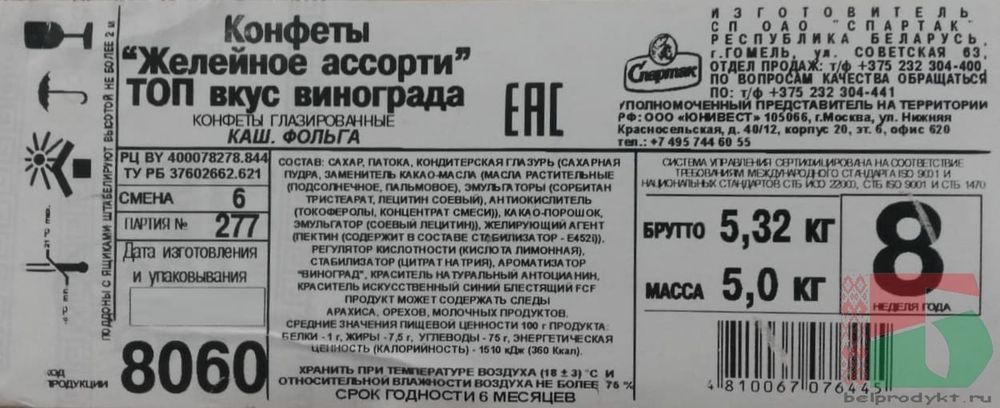 Конфеты
"Желейное ассорти"
ТОП вкус винограда
КОНФЕТЫ ГЛАЗИРОВАННЫЕ
КАШ. ФОЛЬГА
ПОДДОНЫ С ЯЩИКАМИ ШТАБЕЛИРУЮТ ВЫСОТОЙ НЕ БОЛЕЕ 2 м
РЦ BY 400078278.844
ТУ РБ 37602662.621
СМЕНА 6
ПАРТИЯ № 277
Дата изготовления
и упаковывания
КОД
ПРОДУКЦИИ
8060
EAC
Спартак
ИЗГОТОВИТЕЛЬ
СП ОАО "СПАРТАК"
РЕСПУБЛИКА БЕЛАРУСЬ,
г.ГОМЕЛЬ, ул. СОВЕТСКАЯ 63,
ОТДЕЛ ПРОДАЖ: т/ф +375 232 304-400,
ПО ВОПРОСАМ КАЧЕСТВА ОБРАЩАТЬСЯ
ПО: т/ф +375 232 304-441
УПОЛНОМОЧЕННЫЙ ПРЕДСТАВИТЕЛЬ НА ТЕРРИТОРИИ
РФ: ООО «ЮНИВЕСТ» 105066, г.Москва, ул. Нижняя
Красносельская, д. 40/12, корпус 20, эт. 6, офис 620
тел.: +7 495 744 60 55
СОСТАВ: САХАР, ПАТОКА, КОНДИТЕРСКАЯ ГЛАЗУРЬ (САХАРНАЯ
ПУДРА, ЗАМЕНИТЕЛЬ КАКАО-МАСЛА (МАСЛА РАСТИТЕЛЬНЫЕ
(ПОДСОЛНЕЧНОЕ, ПАЛЬМОВОЕ), ЭМУЛЬГАТОРЫ (СОРБИТАН
ТРИСТЕАРАТ, ЛЕЦИТИН СОЕВЫЙ), АНТИОКИСЛИТЕЛЬ
(ТОКОФЕРОЛЫ, КОНЦЕНТРАТ СМЕСИ)), КАКАО-ПОРОШОК,
ЭМУЛЬГАТОР (СОЕВЫЙ ЛЕЦИТИН)), ЖЕЛИРУЮЩИЙ АГЕНТ
(ПЕКТИН (СОДЕРЖИТ В СОСТАВЕ СТАБИЛИЗАТОР - Е452i)),
РЕГУЛЯТОР КИСЛОТНОСТИ (КИСЛОТА ЛИМОННАЯ),
СТАБИЛИЗАТОР (ЦИТРАТ НАТРИЯ), АРОМАТИЗАТОР
"ВИНОГРАД", КРАСИТЕЛЬ НАТУРАЛЬНЫЙ АНТОЦИАНИН,
КРАСИТЕЛЬ ИСКУССТВЕННЫЙ СИНИЙ БЛЕСТЯЩИЙ FCF
ПРОДУКТ МОЖЕТ СОДЕРЖАТЬ СЛЕДЫ
АРАХИСА, ОРЕХОВ, МОЛОЧНЫХ ПРОДУКТОВ.
СРЕДНИЕ ЗНАЧЕНИЯ ПИЩЕВОЙ ЦЕННОСТИ 100 г ПРОДУКТА:
БЕЛКИ - 1 г, ЖИРЫ - 7,5 г, УГЛЕВОДЫ - 75 г, ЭНЕРГЕТИЧЕСКАЯ
ЦЕННОСТЬ (КАЛОРИЙНОСТЬ) - 1510 кДж (360 Ккал).
ХРАНИТЬ ПРИ ТЕМПЕРАТУРЕ ВОЗДУХА (18 ± 3) °С И
ОТНОСИТЕЛЬНОЙ ВЛАЖНОСТИ ВОЗДУХА НЕ БОЛЕЕ 75 %
СРОК ГОДНОСТИ 6 МЕСЯЦЕВ
СИСТЕМА УПРАВЛЕНИЯ СЕРТИФИЦИРОВАНА НА СООТВЕТСТВИЕ
ТРЕБОВАНИЯМ МЕЖДУНАРОДНОГО СТАНДАРТА ISO 9001 И
НАЦИОНАЛЬНЫХ СТАНДАРТОВ СТБ ИСО 22000, СТБ ISO 9001 И СТБ 1470
БРУТТО 5,32 кг
МАССА 5,0 кг
8
НЕДЕЛЯ ГОДА
4 810067 076445
belprodykt.ru